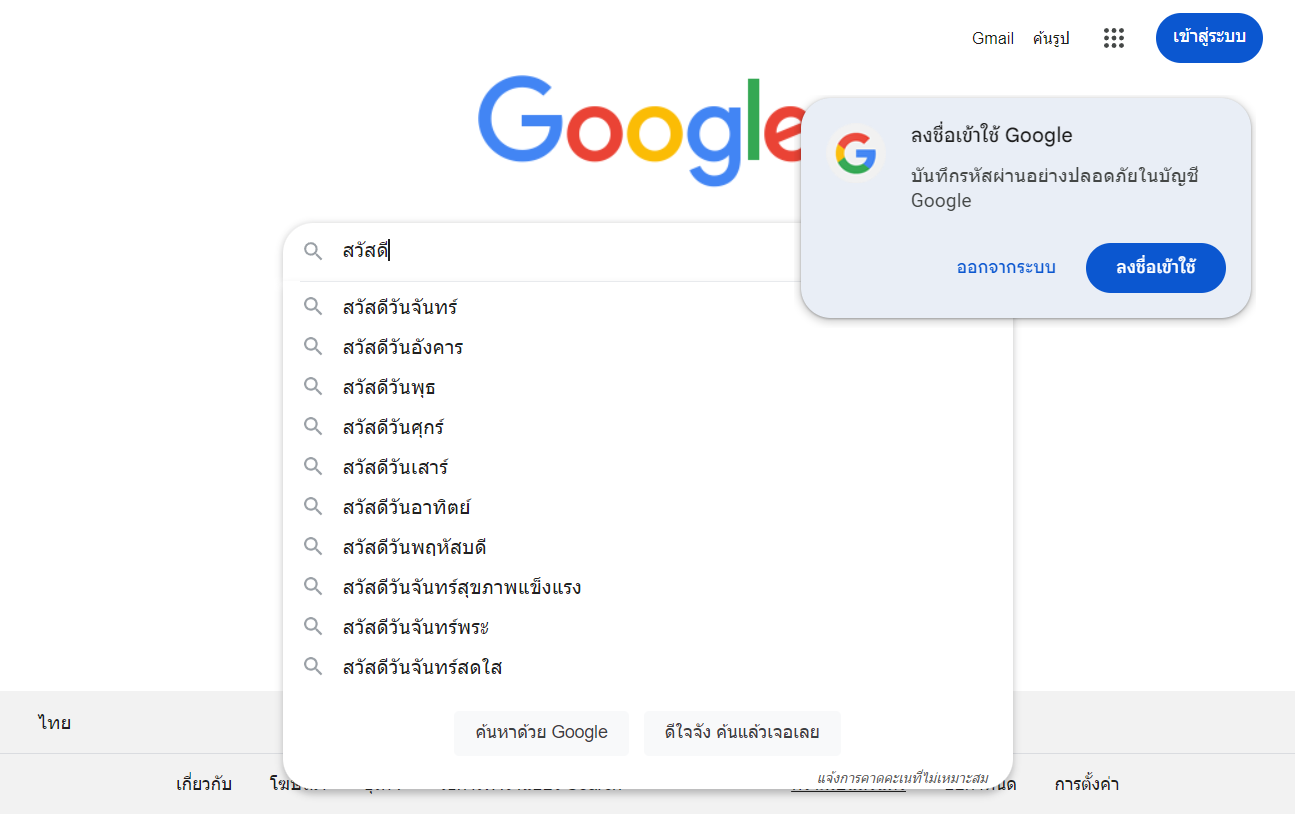 Gmail ค้นรูป เข้าสู่ระบบ
Google
ลงชื่อเข้าใช้ Google
บันทึกรหัสผ่านอย่างปลอดภัยในบัญชี
Google
ออกจากระบบ ลงชื่อเข้าใช้
สวัสดี
สวัสดีวันจันทร์
สวัสดีวันอังคาร
สวัสดีวันพุธ
สวัสดีวันศุกร์
สวัสดีวันเสาร์
สวัสดีวันอาทิตย์
สวัสดีวันพฤหัสบดี
สวัสดีวันจันทร์สุขภาพแข็งแรง
สวัสดีวันจันทร์พระ
สวัสดีวันจันทร์สดใส
ค้นหาด้วย Google ดีใจจัง ค้นแล้วเจอเลย
แจ้งการคาดคะเนที่ไม่เหมาะสม
ไทย
เกี่ยวกับ การตั้งค่า